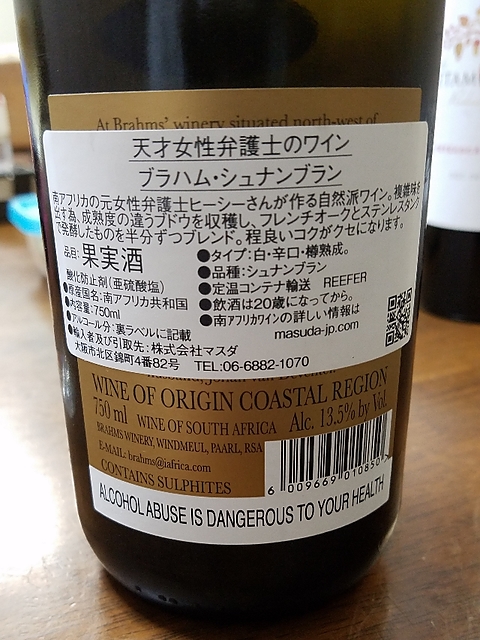 At Brahms' winery situated north-west of
天才女性弁護士のワイン
ブラハム・シュナンブラン
南アフリカの元女性弁護士ヒーシーさんが作る自然派ワイン。複雑味を
出す為、成熟度の違うブドウを収穫し、フレンチオークとステンレスタンク
で発酵したものを半分ずつブレンド。程良いコクがクセになります。
品目:果実酒
酸化防止剤(亜硫酸塩)
●原産国名:南アフリカ共和国
●内容量:750ml
●アルコール分:裏ラベルに記載
●輸入者及び引取先:株式会社マスダ
大阪市北区錦町4番82号 TEL:06-6882-1070
●タイプ:白・辛口・樽熟成。
●品種:シュナンブラン
●定温コンテナ輸送 REEFER
●飲酒は20歳になってから。
●南アフリカワインの詳しい情報は
masuda-jp.com
WINE OF ORIGIN COASTAL REGION
750 ml WINE OF SOUTH AFRICA Alc. 13.5% by Vol.
BRAHMS WINERY, WINDMEUL, PAARL, RSA
E-MAIL: brahms@iafrica.com
CONTAINS SULPHITES
6 009669 010850
ALCOHOL ABUSE IS DANGEROUS TO YOUR HEALTH